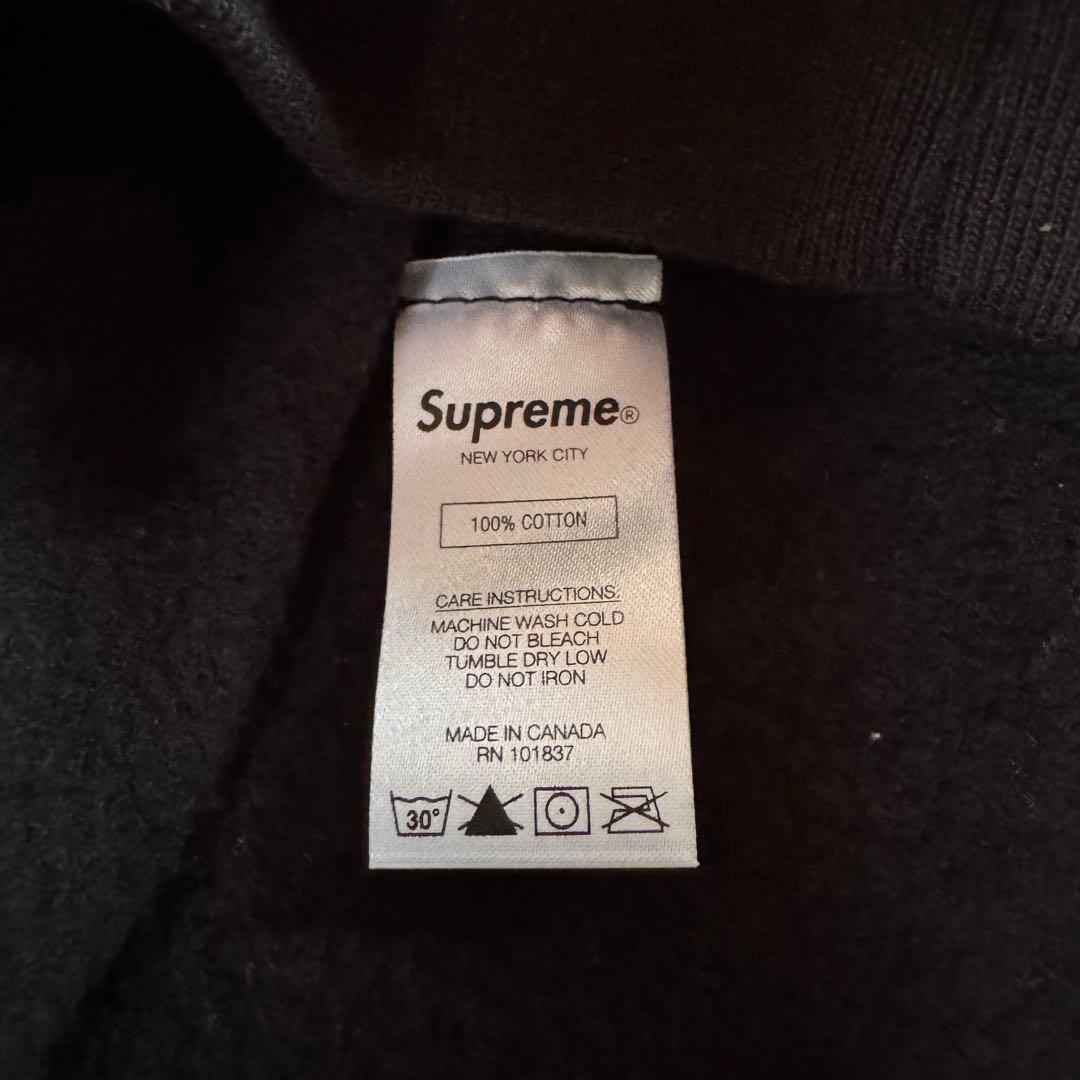 Supreme®
NEW YORK CITY
100% COTTON
CARE INSTRUCTIONS:
MACHINE WASH COLD
DO NOT BLEACH
TUMBLE DRY LOW
DO NOT IRON
MADE IN CANADA
RN 101837
30°